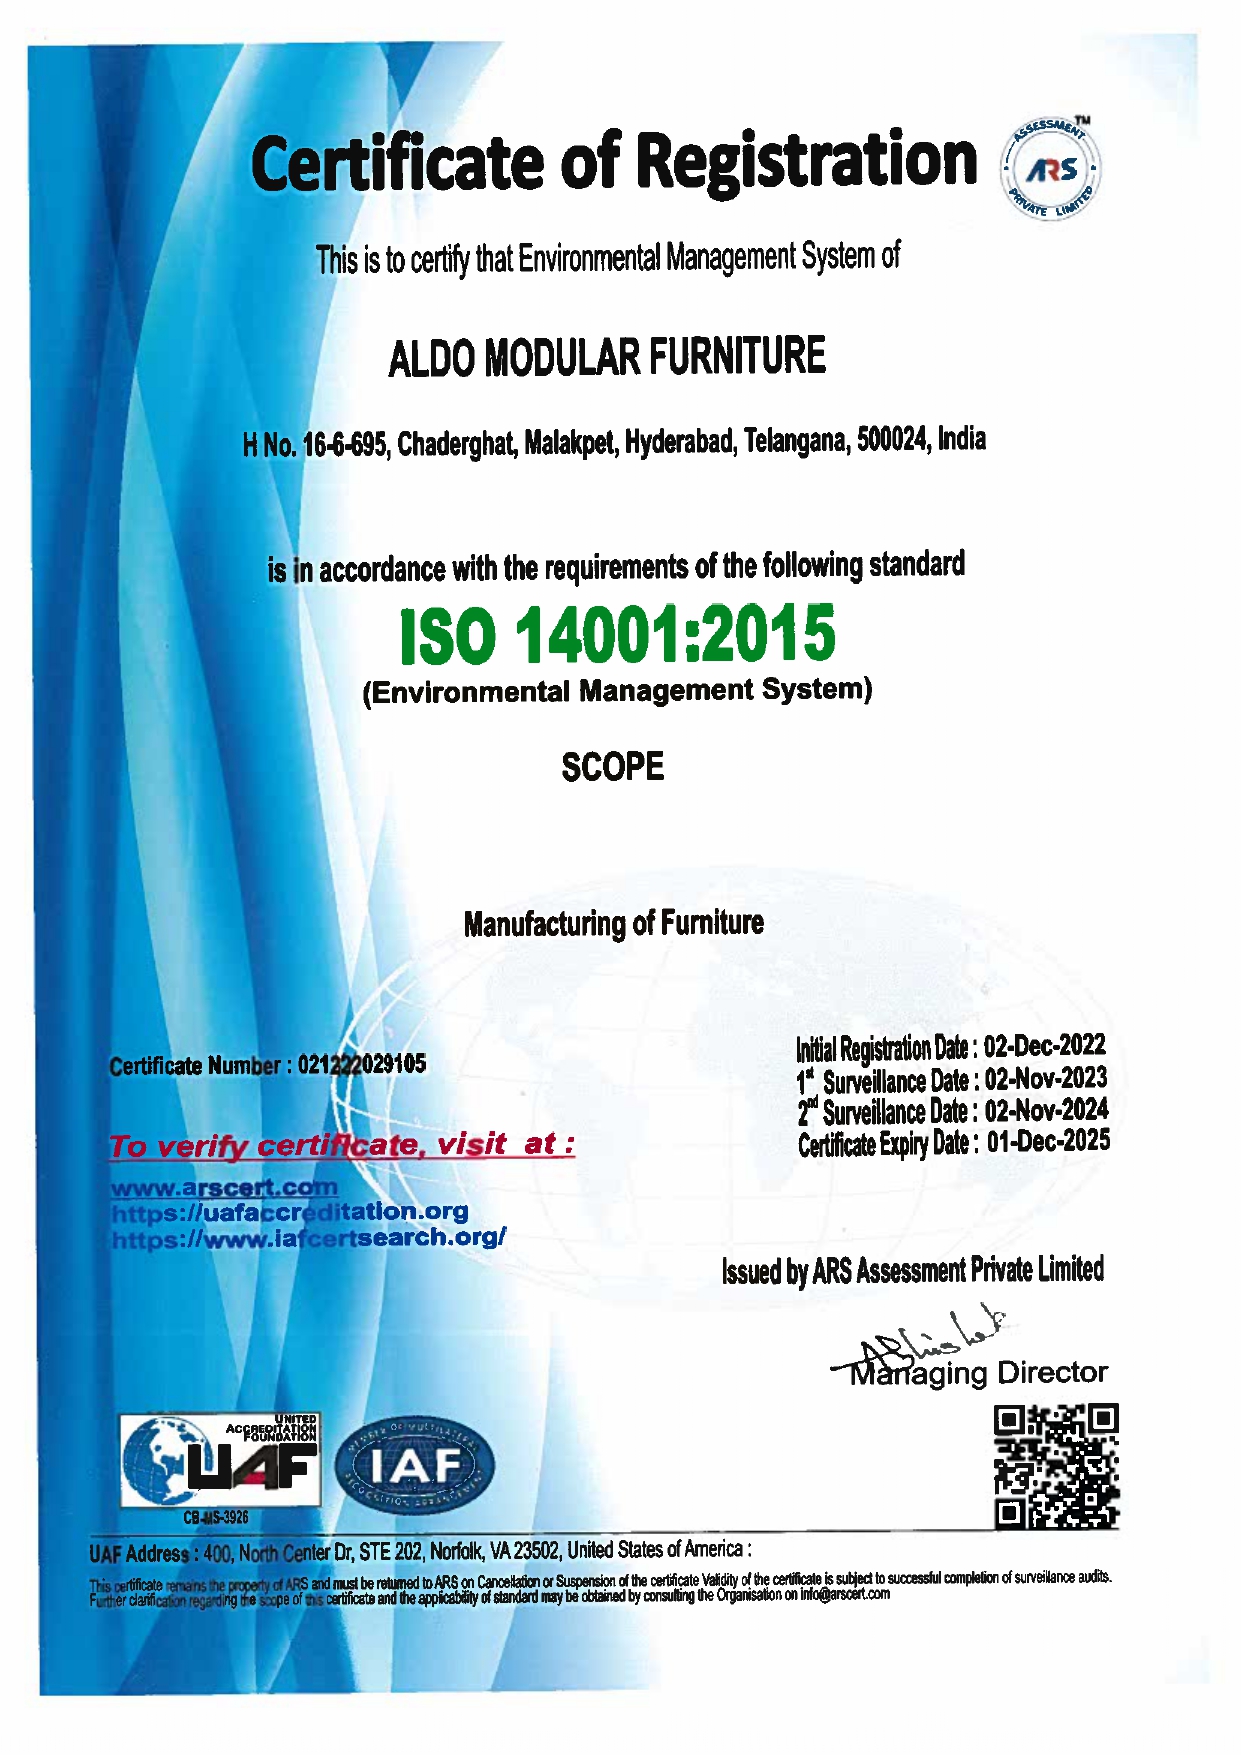 Certificate of Registration
ASSESSMENT
TM
ARS
PRIVATE LIMITED
This is to certify that Environmental Management System of
ALDO MODULAR FURNITURE
H No. 16-6-695, Chaderghat, Malakpet, Hyderabad, Telangana, 500024, India
is in accordance with the requirements of the following standard
ISO 14001:2015
(Environmental Management System)
SCOPE
Manufacturing of Furniture
Certificate Number : 021222029105
Initial Registration Date : 02-Dec-2022
1st Surveillance Date : 02-Nov-2023
2nd Surveillance Date : 02-Nov-2024
Certificate Expiry Date : 01-Dec-2025
To verify certificate, visit at :
www.arscert.com
https://uafaccreditation.org
https://www.iafcertsearch.org/
Issued by ARS Assessment Private Limited
Abhishek
Managing Director
UNITED
ACCREDITATION
FOUNDATION
UAF
CB-MS-3926
MEMBER OF MULTILATERAL
IAF
RECOGNITION ARRANGEMENT
UAF Address : 400, North Center Dr, STE 202, Norfolk, VA 23502, United States of America :
This certificate remains the property of ARS and must be returned to ARS on Cancellation or Suspension of the certificate Validity of the certificate is subject to successful completion of surveillance audits.
Further clarification regarding the scope of this certificate and the applicability of standard may be obtained by consulting the Organisation on info@arscert.com